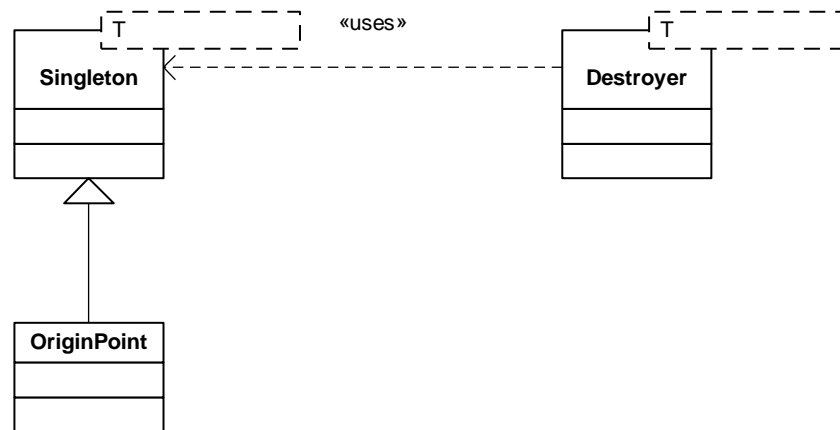 T
«uses»
T
Singleton
Destroyer
OriginPoint